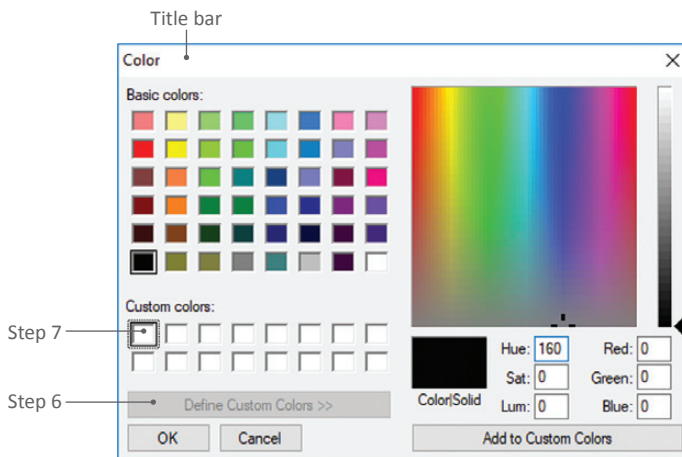 Title bar
Color
Basic colors:
Custom colors:
Step 7
Step 6
Define Custom Colors >>
OK Cancel
Color|Solid
Hue: 160 Red: 0
Sat: 0 Green: 0
Lum: 0 Blue: 0
Add to Custom Colors